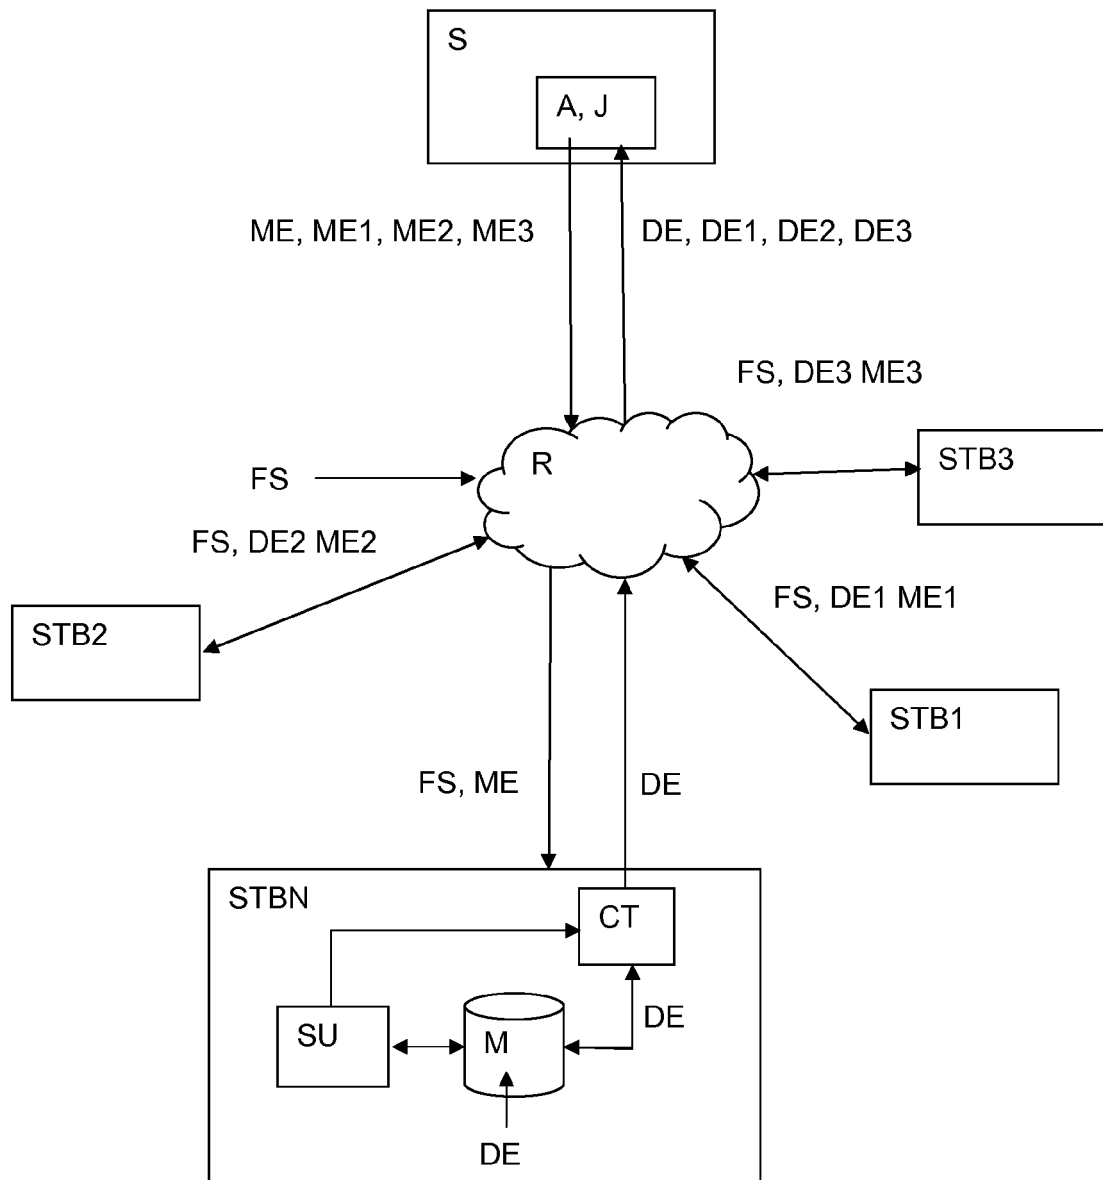 S
A, J
ME, ME1, ME2, ME3
DE, DE1, DE2, DE3
FS, DE3 ME3
R
STB3
FS
FS, DE2 ME2
FS, DE1 ME1
STB2
STB1
FS, ME
DE
STBN
CT
DE
SU
M
DE